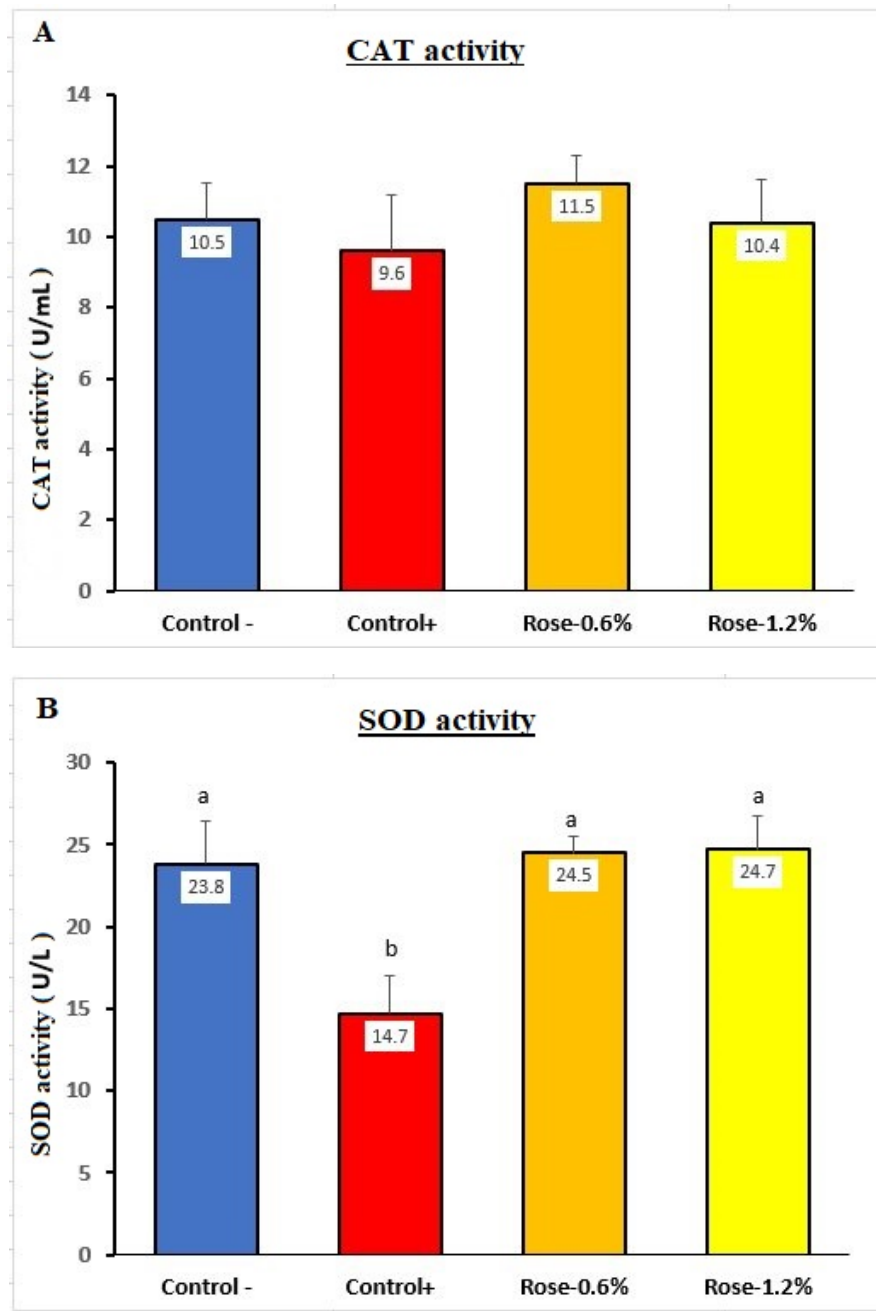 A
CAT activity
CAT activity ( U/mL )
14
12
10
8
6
4
2
0
10.5
9.6
11.5
10.4
Control - Control+ Rose-0.6% Rose-1.2%
B
SOD activity
SOD activity ( U/L )
30
25
20
15
10
5
0
a
b
a
a
23.8
14.7
24.5
24.7
Control - Control+ Rose-0.6% Rose-1.2%